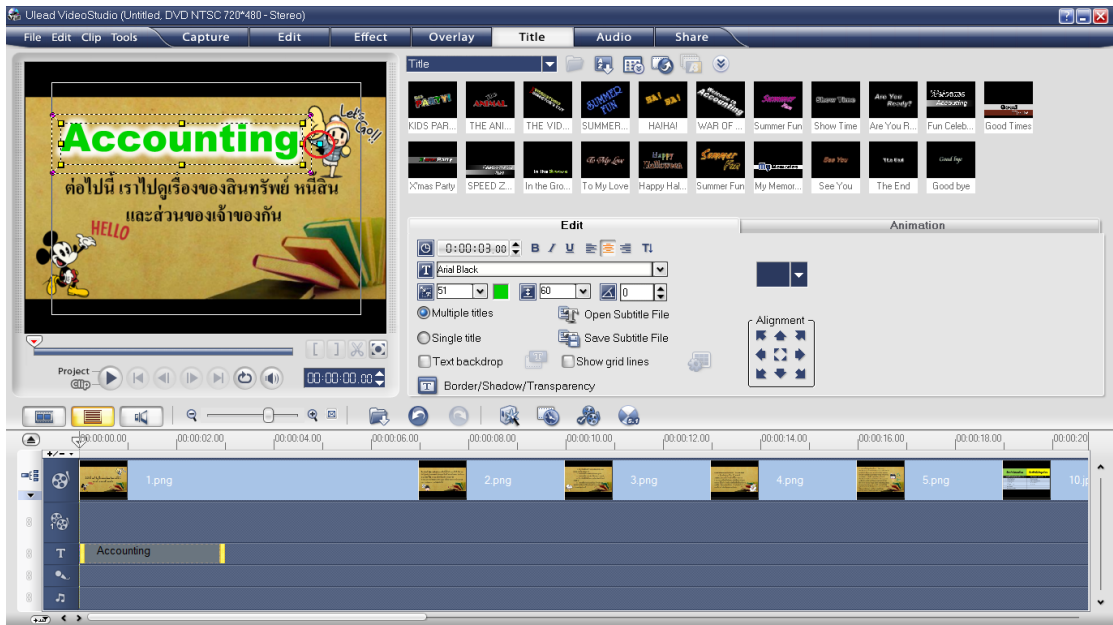 Ulead VideoStudio (Untitled, DVD NTSC 720*480 - Stereo)
File Edit Clip Tools Capture Edit Effect Overlay Title Audio Share
Title
Let's Go!!
Accounting
ต่อไปนี้ เราไปดูเรื่องของสินทรัพย์ หนี้สิน
และส่วนของเจ้าของกัน
HELLO
KIDS PAR... THE ANI... THE VID... SUMMER... HA!HA! WAR OF ... Summer Fun Show Time Are You R... Fun Celeb... Good Times
X'mas Party SPEED Z... In the Gro... To My Love Happy Hal... Summer Fun My Memor... See You The End Good bye
Edit Animation
0:00:03.00 B I U
Arial Black
51 60 0
Multiple titles Open Subtitle File
Single title Save Subtitle File
Text backdrop Show grid lines
Border/Shadow/Transparency
Alignment
Project
00:00:00.00
00:00:00.00 00:00:02.00 00:00:04.00 00:00:06.00 00:00:08.00 00:00:10.00 00:00:12.00 00:00:14.00 00:00:16.00 00:00:18.00 00:00:20
1.png 2.png 3.png 4.png 5.png 10.jp
Accounting